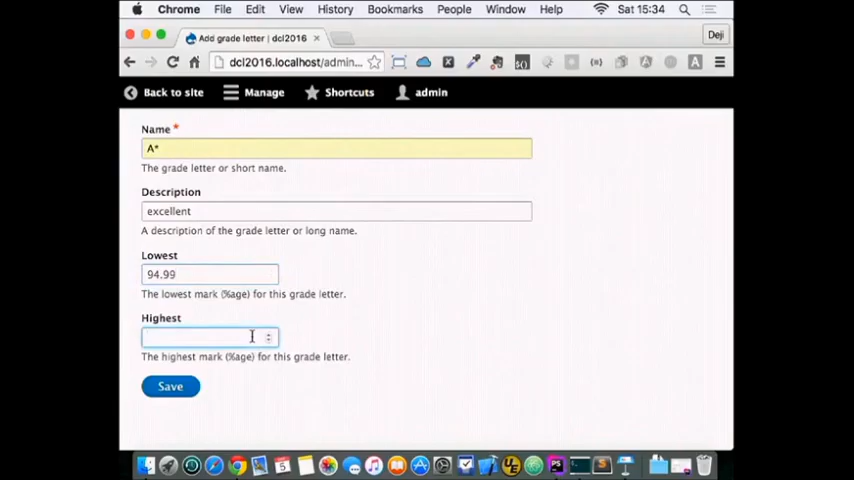 Chrome File Edit View History Bookmarks People Window Help Sat 15:34
Add grade letter | dcl2016 Deji
dcl2016.localhost/admin...
Back to site Manage Shortcuts admin
Name *
A*
The grade letter or short name.
Description
excellent
A description of the grade letter or long name.
Lowest
94.99
The lowest mark (%age) for this grade letter.
Highest
The highest mark (%age) for this grade letter.
Save